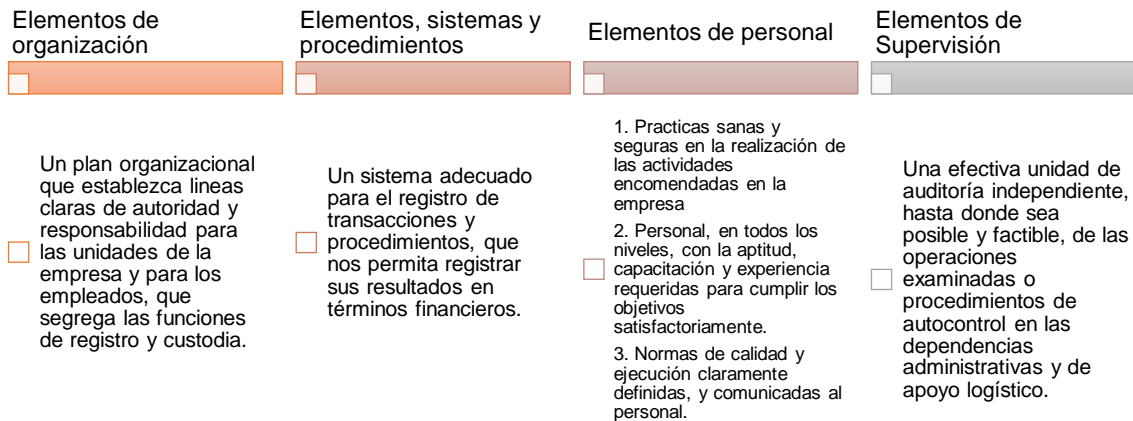 Elementos de
organización
Un plan organizacional
que establezca lineas
claras de autoridad y
responsabilidad para
las unidades de la
empresa y para los
empleados, que
segrega las funciones
de registro y custodia.
Elementos, sistemas y
procedimientos
Un sistema adecuado
para el registro de
transacciones y
procedimientos, que
nos permita registrar
sus resultados en
términos financieros.
Elementos de personal
1. Practicas sanas y
seguras en la realización de
las actividades
encomendadas en la
empresa
2. Personal, en todos los
niveles, con la aptitud,
capacitación y experiencia
requeridas para cumplir los
objetivos
satisfactoriamente.
3. Normas de calidad y
ejecución claramente
definidas, y comunicadas al
personal.
Elementos de
Supervisión
Una efectiva unidad de
auditoría independiente,
hasta donde sea
posible y factible, de las
operaciones
examinadas o
procedimientos de
autocontrol en las
dependencias
administrativas y de
apoyo logístico.